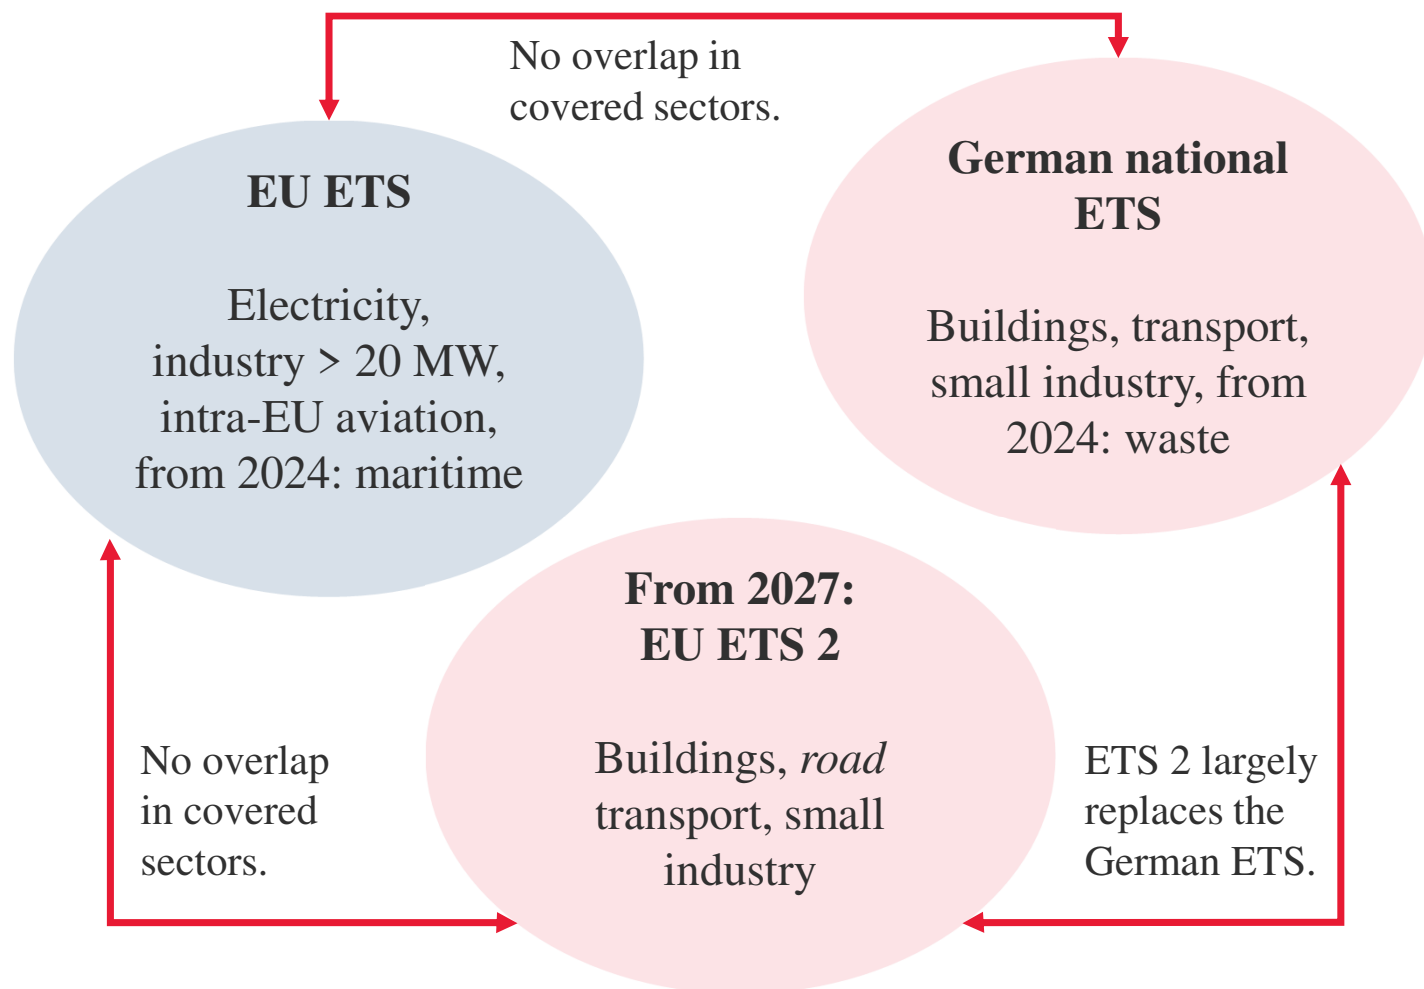 No overlap in
covered sectors.
EU ETS
Electricity,
industry > 20 MW,
intra-EU aviation,
from 2024: maritime
German national
ETS
Buildings, transport,
small industry, from
2024: waste
From 2027:
EU ETS 2
Buildings, road
transport, small
industry
No overlap
in covered
sectors.
ETS 2 largely
replaces the
German ETS.